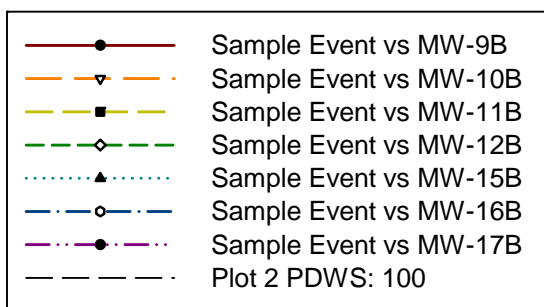 Sample Event vs MW-9B
Sample Event vs MW-10B
Sample Event vs MW-11B
Sample Event vs MW-12B
Sample Event vs MW-15B
Sample Event vs MW-16B
Sample Event vs MW-17B
Plot 2 PDWS: 100